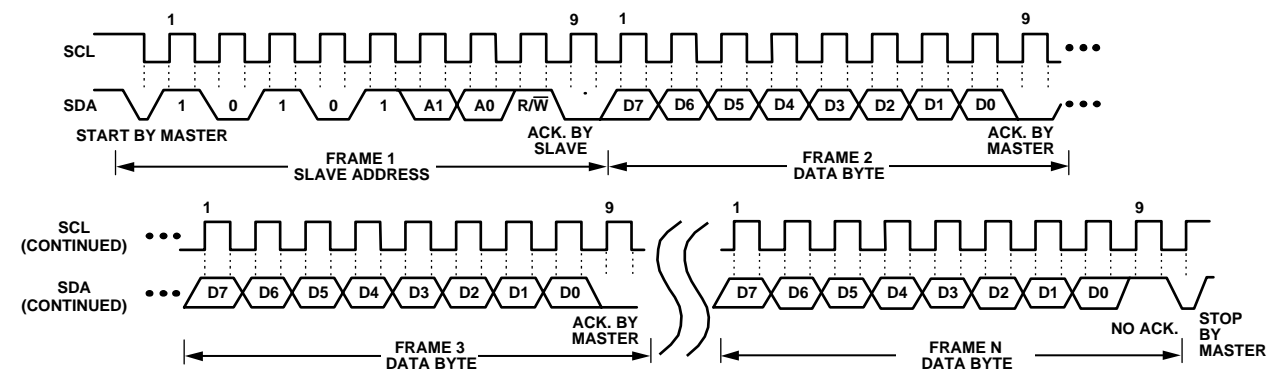 1 9 1 9
SCL
SDA 1 0 1 0 1 A1 A0 R/W̅ D7 D6 D5 D4 D3 D2 D1 D0
START BY MASTER
ACK. BY
SLAVE
ACK. BY
MASTER
FRAME 1
SLAVE ADDRESS
FRAME 2
DATA BYTE
1 9 1 9
SCL
(CONTINUED)
SDA
(CONTINUED)
D7 D6 D5 D4 D3 D2 D1 D0 D7 D6 D5 D4 D3 D2 D1 D0
ACK. BY
MASTER
NO ACK.
STOP
BY
MASTER
FRAME 3
DATA BYTE
FRAME N
DATA BYTE